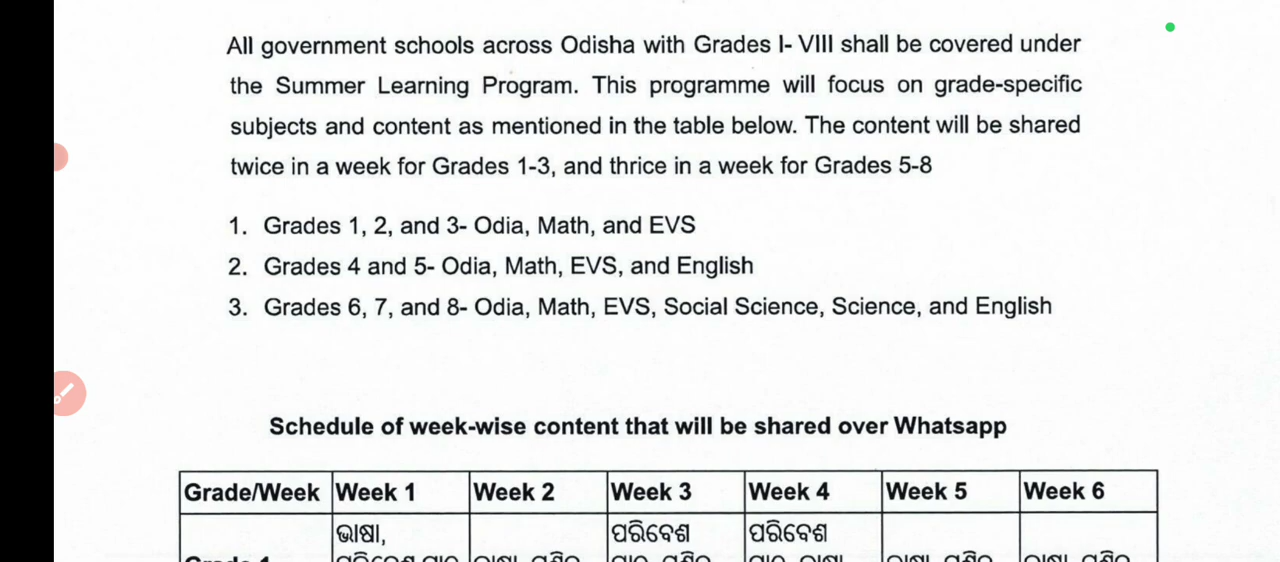 All government schools across Odisha with Grades I- VIII shall be covered under
the Summer Learning Program. This programme will focus on grade-specific
subjects and content as mentioned in the table below. The content will be shared
twice in a week for Grades 1-3, and thrice in a week for Grades 5-8
1. Grades 1, 2, and 3- Odia, Math, and EVS
2. Grades 4 and 5- Odia, Math, EVS, and English
3. Grades 6, 7, and 8- Odia, Math, EVS, Social Science, Science, and English
Schedule of week-wise content that will be shared over Whatsapp
Grade/Week Week 1 Week 2 Week 3 Week 4 Week 5 Week 6
ଭାଷା, ପରିବେଶ ପରିବେଶ